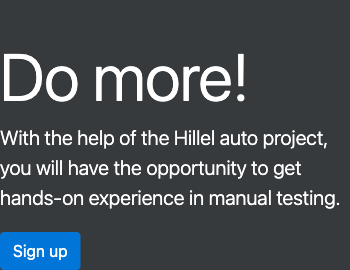 Do more!
With the help of the Hillel auto project,
you will have the opportunity to get
hands-on experience in manual testing.
Sign up